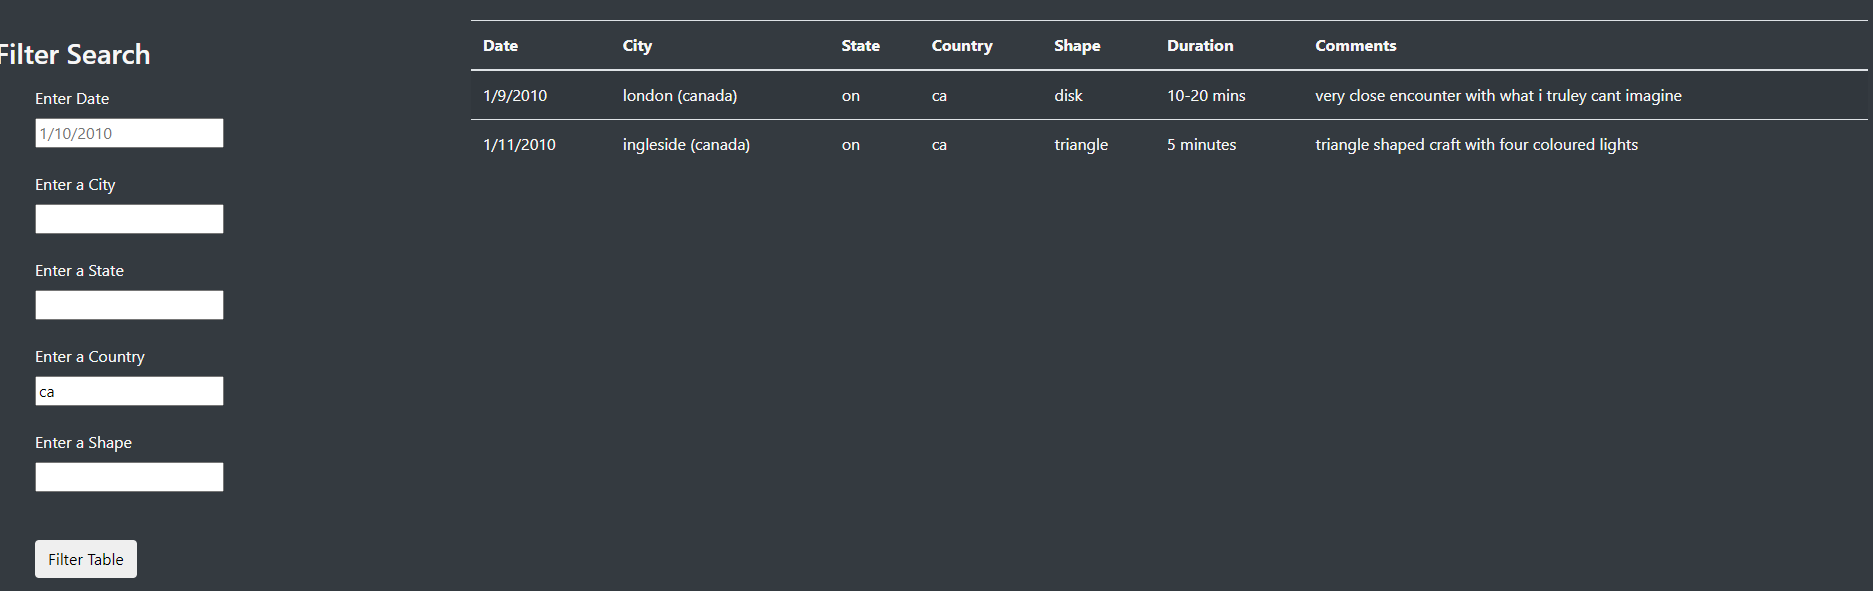 Filter Search
Enter Date
1/10/2010
Enter a City
Enter a State
Enter a Country
ca
Enter a Shape
Filter Table
Date City State Country Shape Duration Comments
1/9/2010 london (canada) on ca disk 10-20 mins very close encounter with what i truley cant imagine
1/11/2010 ingleside (canada) on ca triangle 5 minutes triangle shaped craft with four coloured lights